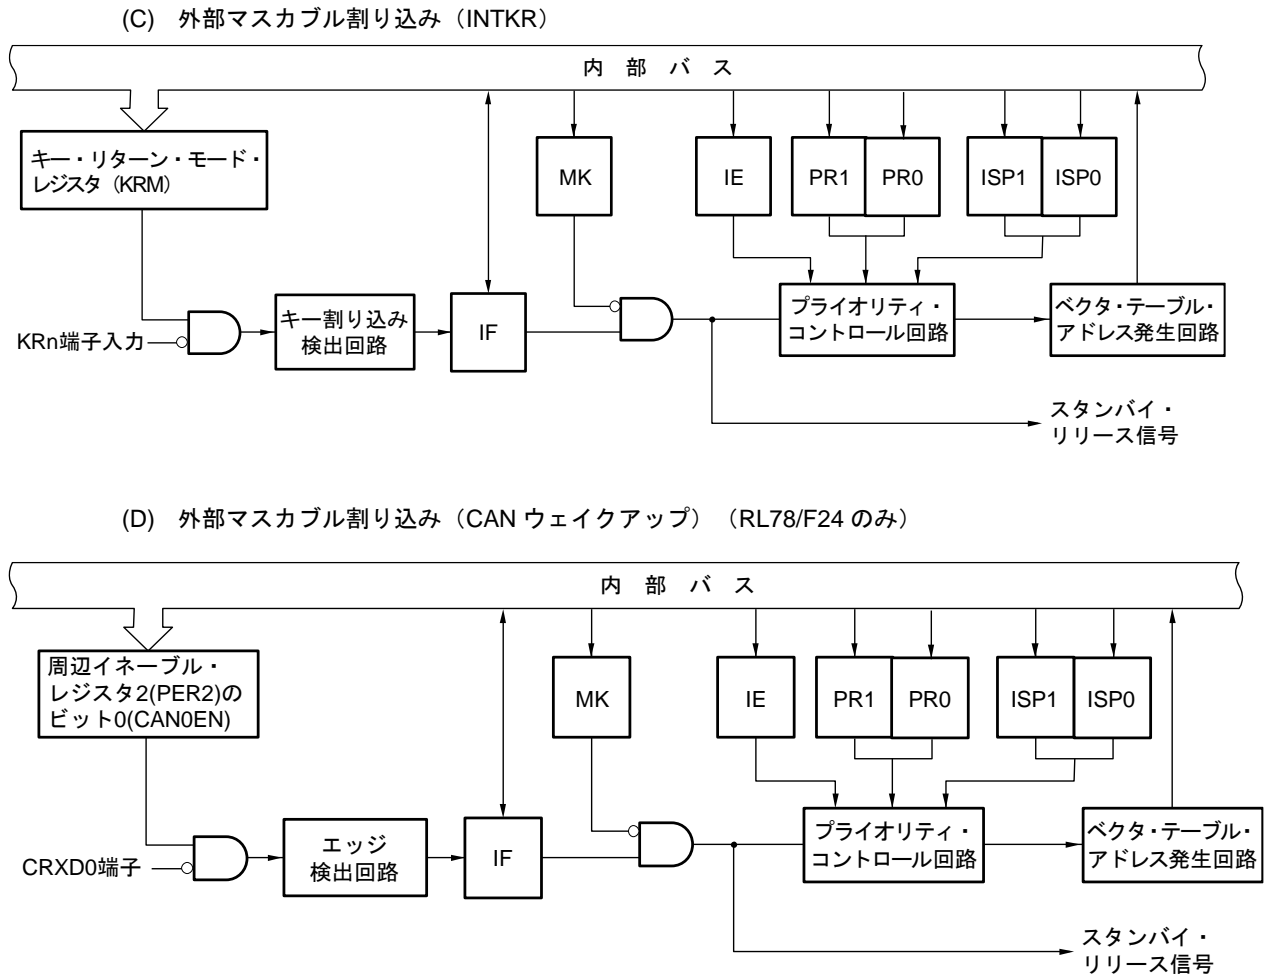 (C) 外部マスカブル割り込み（INTKR）
内 部 バ ス
キー・リターン・モード・
レジスタ（KRM）
MK
IE
PR1
PR0
ISP1
ISP0
KRn端子入力
キー割り込み
検出回路
IF
プライオリティ・
コントロール回路
ベクタ・テーブル・
アドレス発生回路
スタンバイ・
リリース信号
(D) 外部マスカブル割り込み（CAN ウェイクアップ）（RL78/F24 のみ）
内 部 バ ス
周辺イネーブル・
レジスタ2(PER2)の
ビット0(CAN0EN)
MK
IE
PR1
PR0
ISP1
ISP0
CRXD0端子
エッジ
検出回路
IF
プライオリティ・
コントロール回路
ベクタ・テーブル・
アドレス発生回路
スタンバイ・
リリース信号